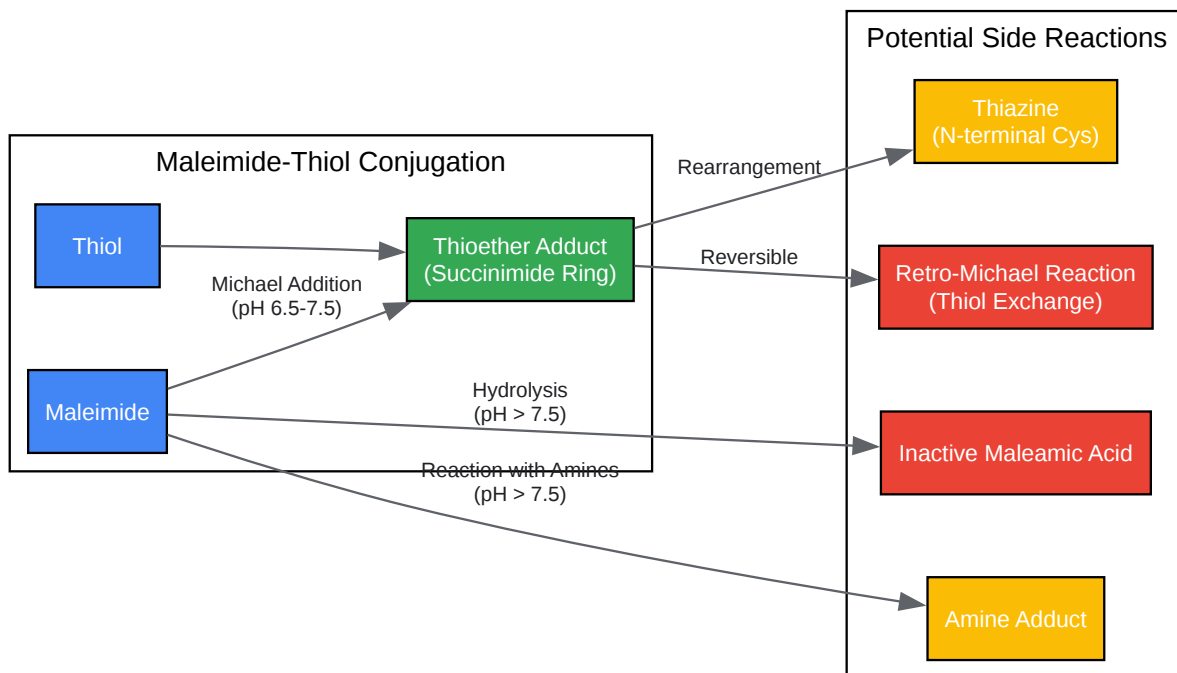 Potential Side Reactions
Thiazine
(N-terminal Cys)
Maleimide-Thiol Conjugation
Rearrangement
Thiol
Thioether Adduct
(Succinimide Ring)
Reversible
Retro-Michael Reaction
(Thiol Exchange)
Michael Addition
(pH 6.5-7.5)
Maleimide
Hydrolysis
(pH > 7.5)
Inactive Maleamic Acid
Reaction with Amines
(pH > 7.5)
Amine Adduct